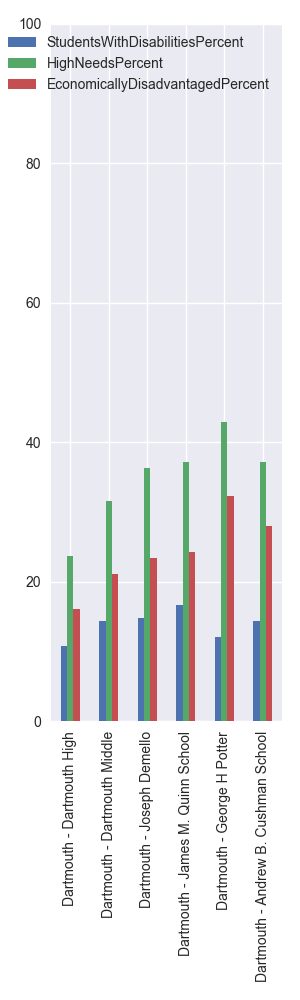 100
StudentsWithDisabilitiesPercent
HighNeedsPercent
EconomicallyDisadvantagedPercent
80
60
40
20
0
Dartmouth - Dartmouth High
Dartmouth - Dartmouth Middle
Dartmouth - Joseph Demello
Dartmouth - James M. Quinn School
Dartmouth - George H Potter
Dartmouth - Andrew B. Cushman School